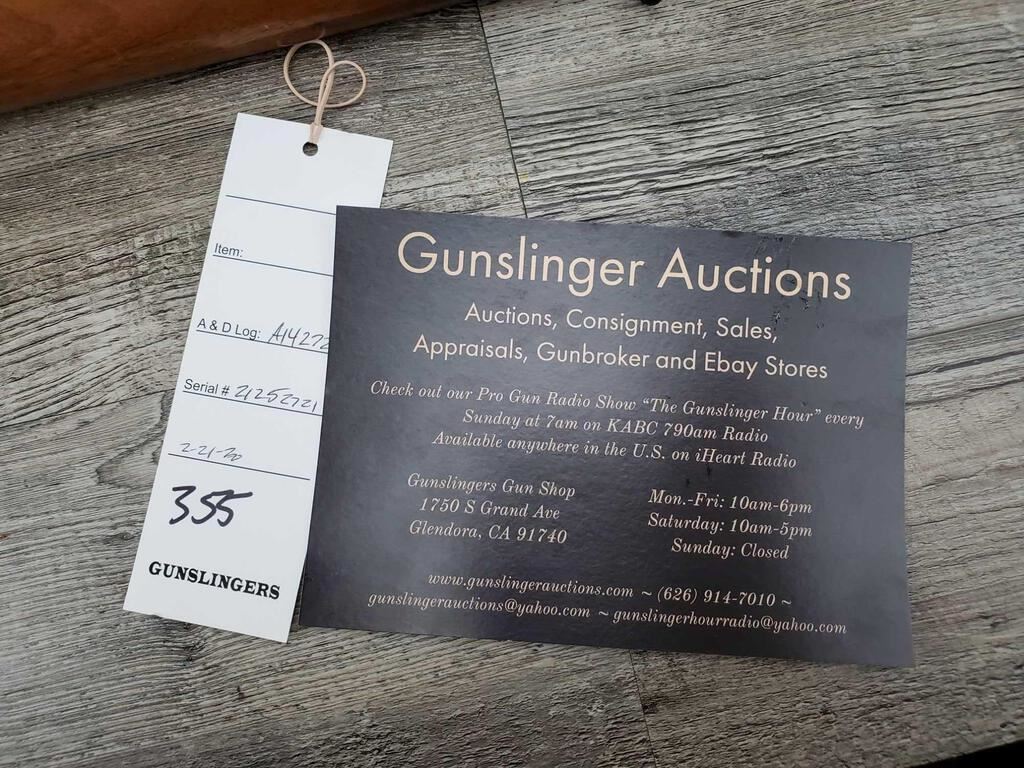 Item:
A & D Log: A14272
Serial # 21252721
2-21-20
355
GUNSLINGERS
Gunslinger Auctions
Auctions, Consignment, Sales,
Appraisals, Gunbroker and Ebay Stores
Check out our Pro Gun Radio Show "The Gunslinger Hour" every
Sunday at 7am on KABC 790am Radio
Available anywhere in the U.S. on iHeart Radio
Gunslingers Gun Shop
1750 S Grand Ave
Glendora, CA 91740
Mon.-Fri: 10am-6pm
Saturday: 10am-5pm
Sunday: Closed
www.gunslingerauctions.com ~ (626) 914-7010 ~
gunslingerauctions@yahoo.com ~ gunslingerhourradio@yahoo.com